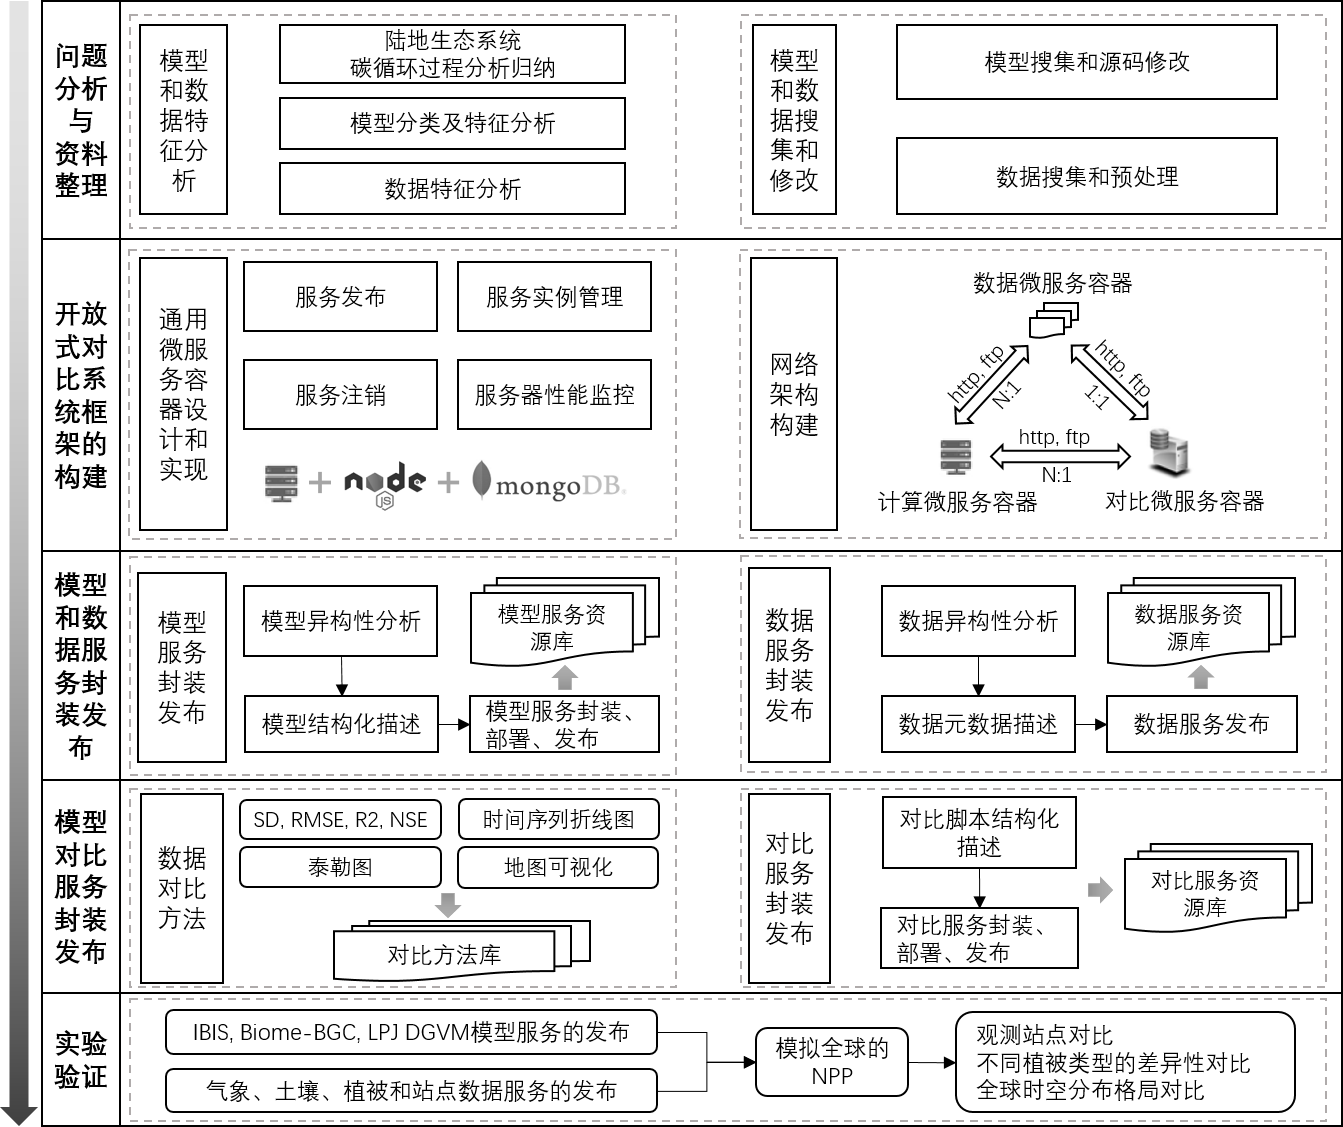 问题
分析
与
资料
整理
模型
和数
据特
征分
析
陆地生态系统
碳循环过程分析归纳
模型分类及特征分析
数据特征分析
模型
和数
据搜
集和
修改
模型搜集和源码修改
数据搜集和预处理
开放
式对
比系
统框
架的
构建
通用
微服
务容
器设
计和
实现
服务发布
服务实例管理
服务注销
服务器性能监控
node
JS
mongoDB
网络
架构
构建
数据微服务容器
http, ftp
N:1
http, ftp
1:1
http, ftp
N:1
计算微服务容器
对比微服务容器
模型
和数
据服
务封
装发
布
模型
服务
封装
发布
模型异构性分析
模型服务资
源库
模型结构化描述
模型服务封装、
部署、发布
数据
服务
封装
发布
数据异构性分析
数据服务资
源库
数据元数据描述
数据服务发布
模型
对比
服务
封装
发布
数据
对比
方法
SD, RMSE, R2, NSE
时间序列折线图
泰勒图
地图可视化
对比方法库
对比
服务
封装
发布
对比脚本结构化
描述
对比服务封装、
部署、发布
对比服务资
源库
实验
验证
IBIS, Biome-BGC, LPJ DGVM模型服务的发布
气象、土壤、植被和站点数据服务的发布
模拟全球的
NPP
观测站点对比
不同植被类型的差异性对比
全球时空分布格局对比